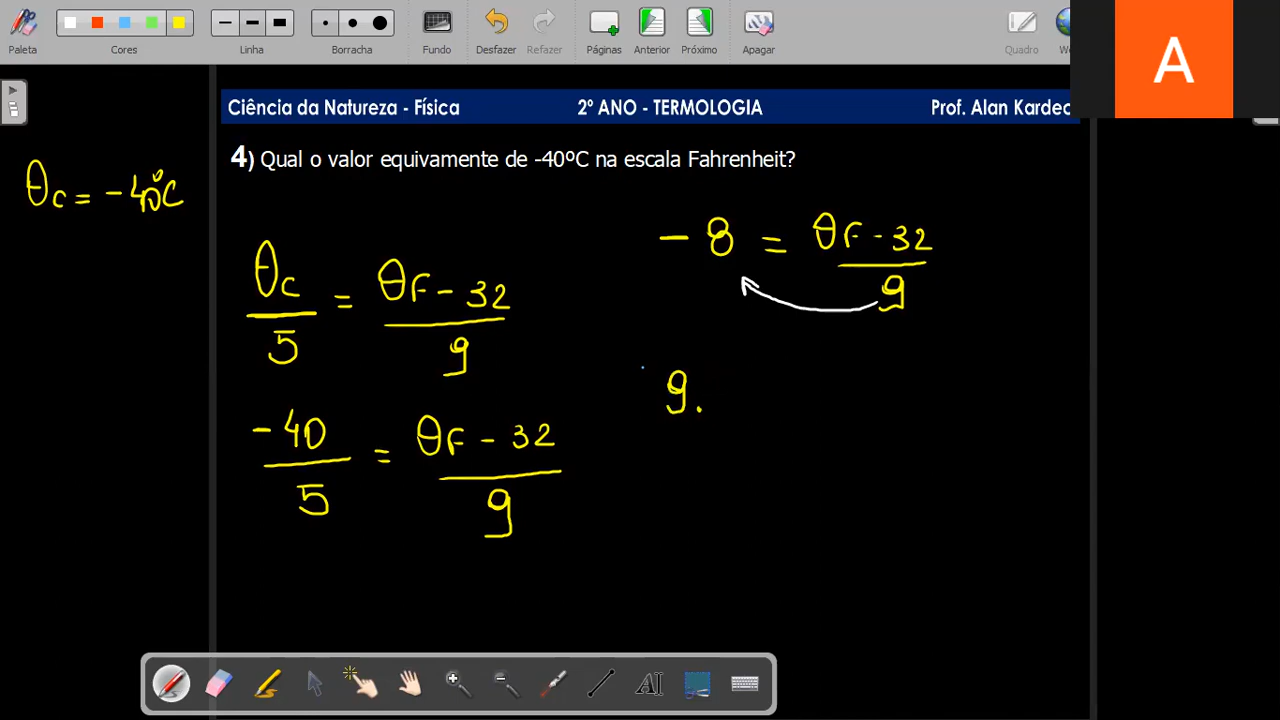 Paleta
Cores
Linha
Borracha
Fundo
Desfazer
Refazer
Páginas
Anterior
Próximo
Apagar
Quadro
A
Ciência da Natureza - Física 2º ANO - TERMOLOGIA Prof. Alan Kardec
4) Qual o valor equivamente de -40ºC na escala Fahrenheit?
θc = -40°C
θc/5 = θF - 32/9
-40/5 = θF - 32/9
-8 = θF - 32/9
9.
AI